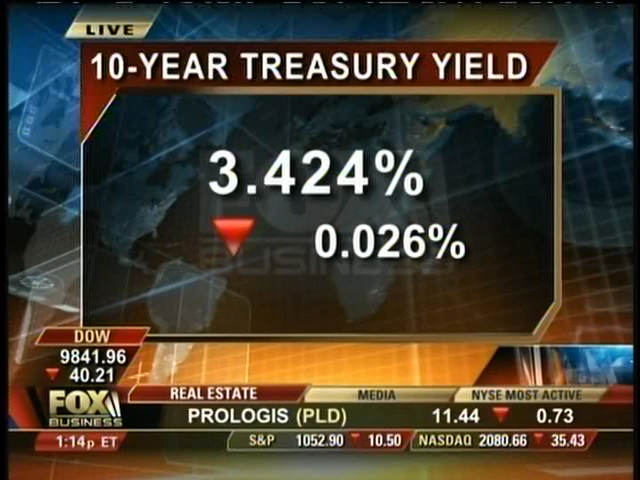 LIVE
10-YEAR TREASURY YIELD
3.424%
0.026%
FOX
BUSINESS
DOW
9841.96
40.21
REAL ESTATE MEDIA NYSE MOST ACTIVE
FOX
BUSINESS
PROLOGIS (PLD) 11.44 0.73
1:14p ET S&P 1052.90 10.50 NASDAQ 2080.66 35.43